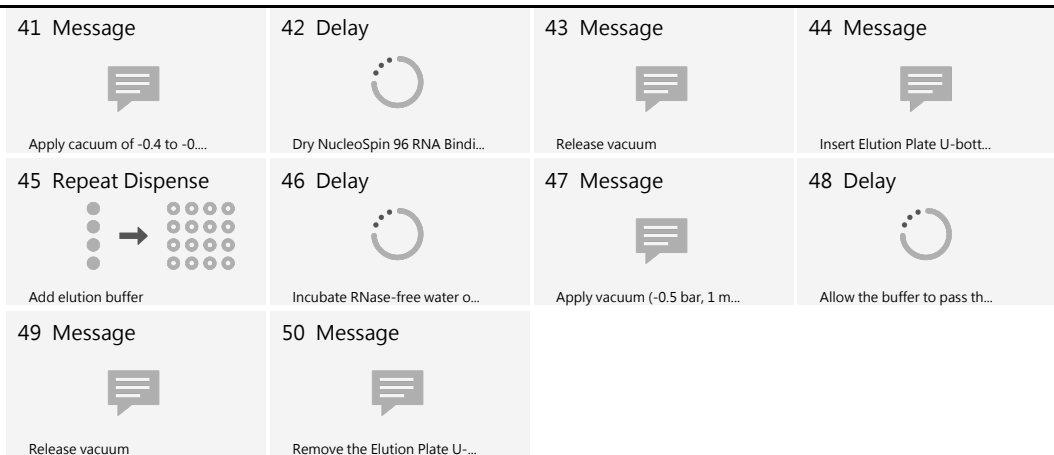 41 Message
Apply cacuum of -0.4 to -0....
42 Delay
Dry NucleoSpin 96 RNA Bindi...
43 Message
Release vacuum
44 Message
Insert Elution Plate U-bott...
45 Repeat Dispense
Add elution buffer
46 Delay
Incubate RNase-free water o...
47 Message
Apply vacuum (-0.5 bar, 1 m...
48 Delay
Allow the buffer to pass th...
49 Message
Release vacuum
50 Message
Remove the Elution Plate U-...